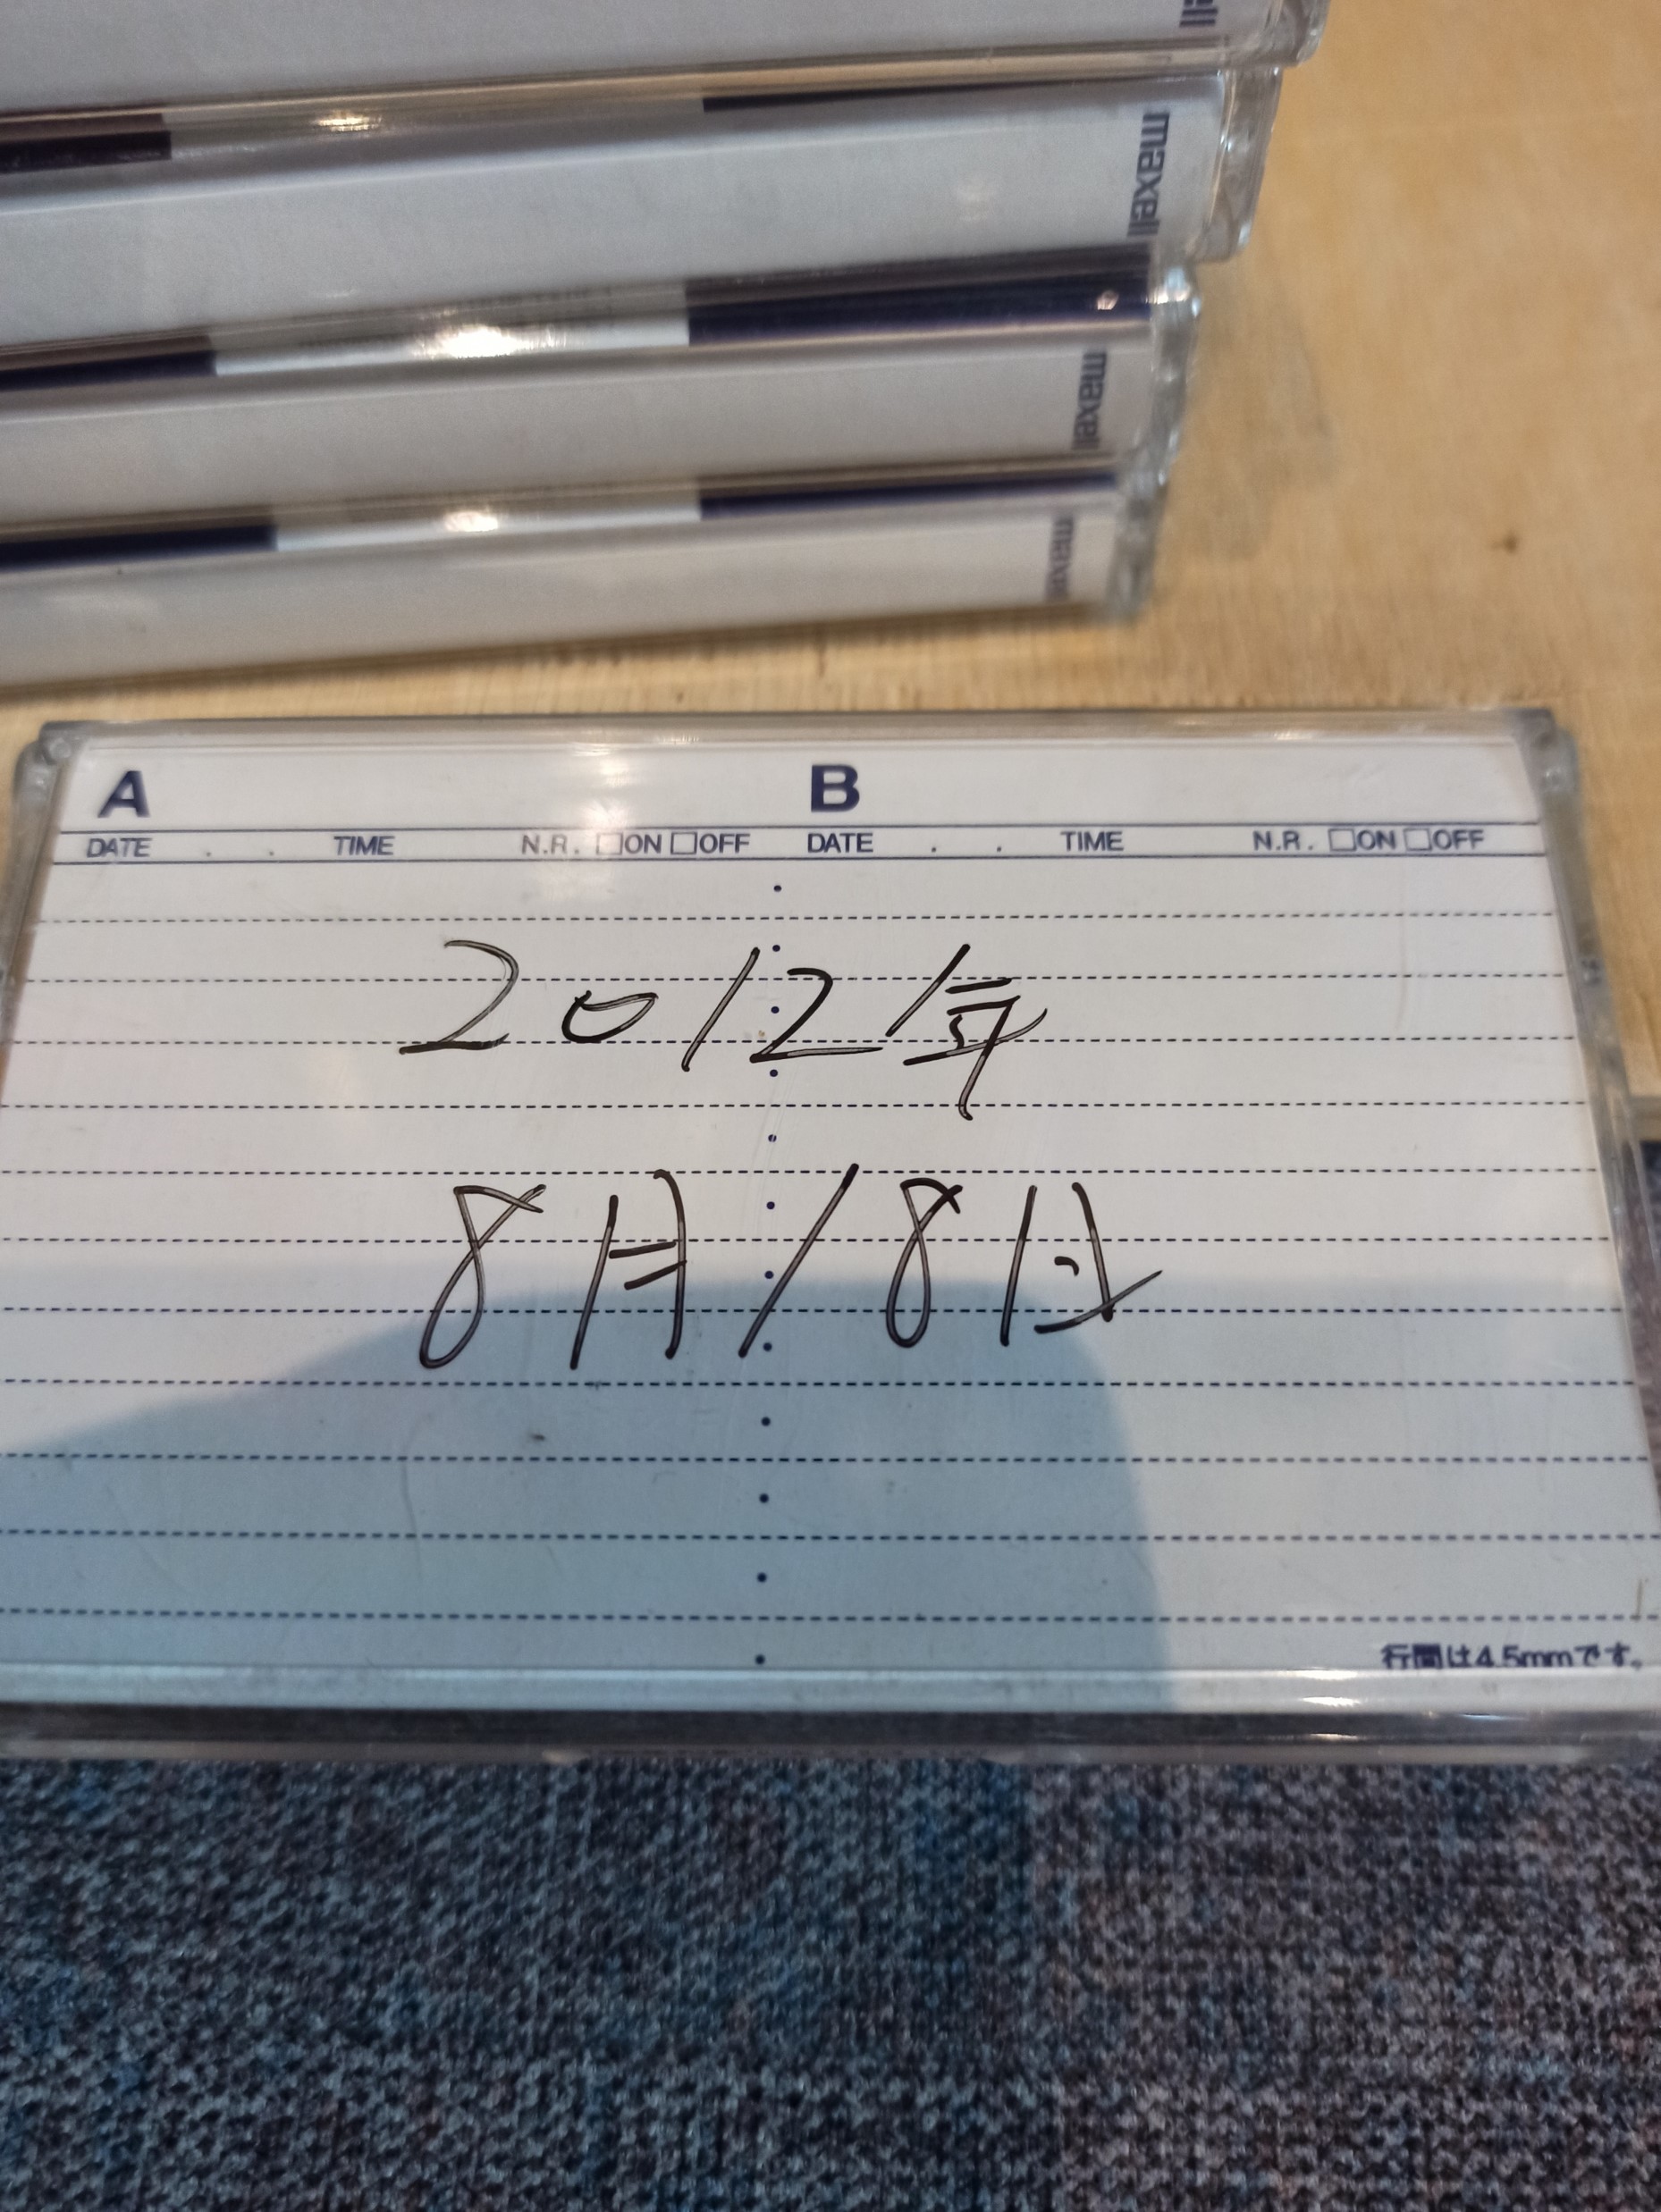 ell
maxell
maxell
maxell
A B
DATE . . TIME N.R. □ON □OFF DATE . . TIME N.R. □ON □OFF
2012年
8月18日
行間は4.5mmです。